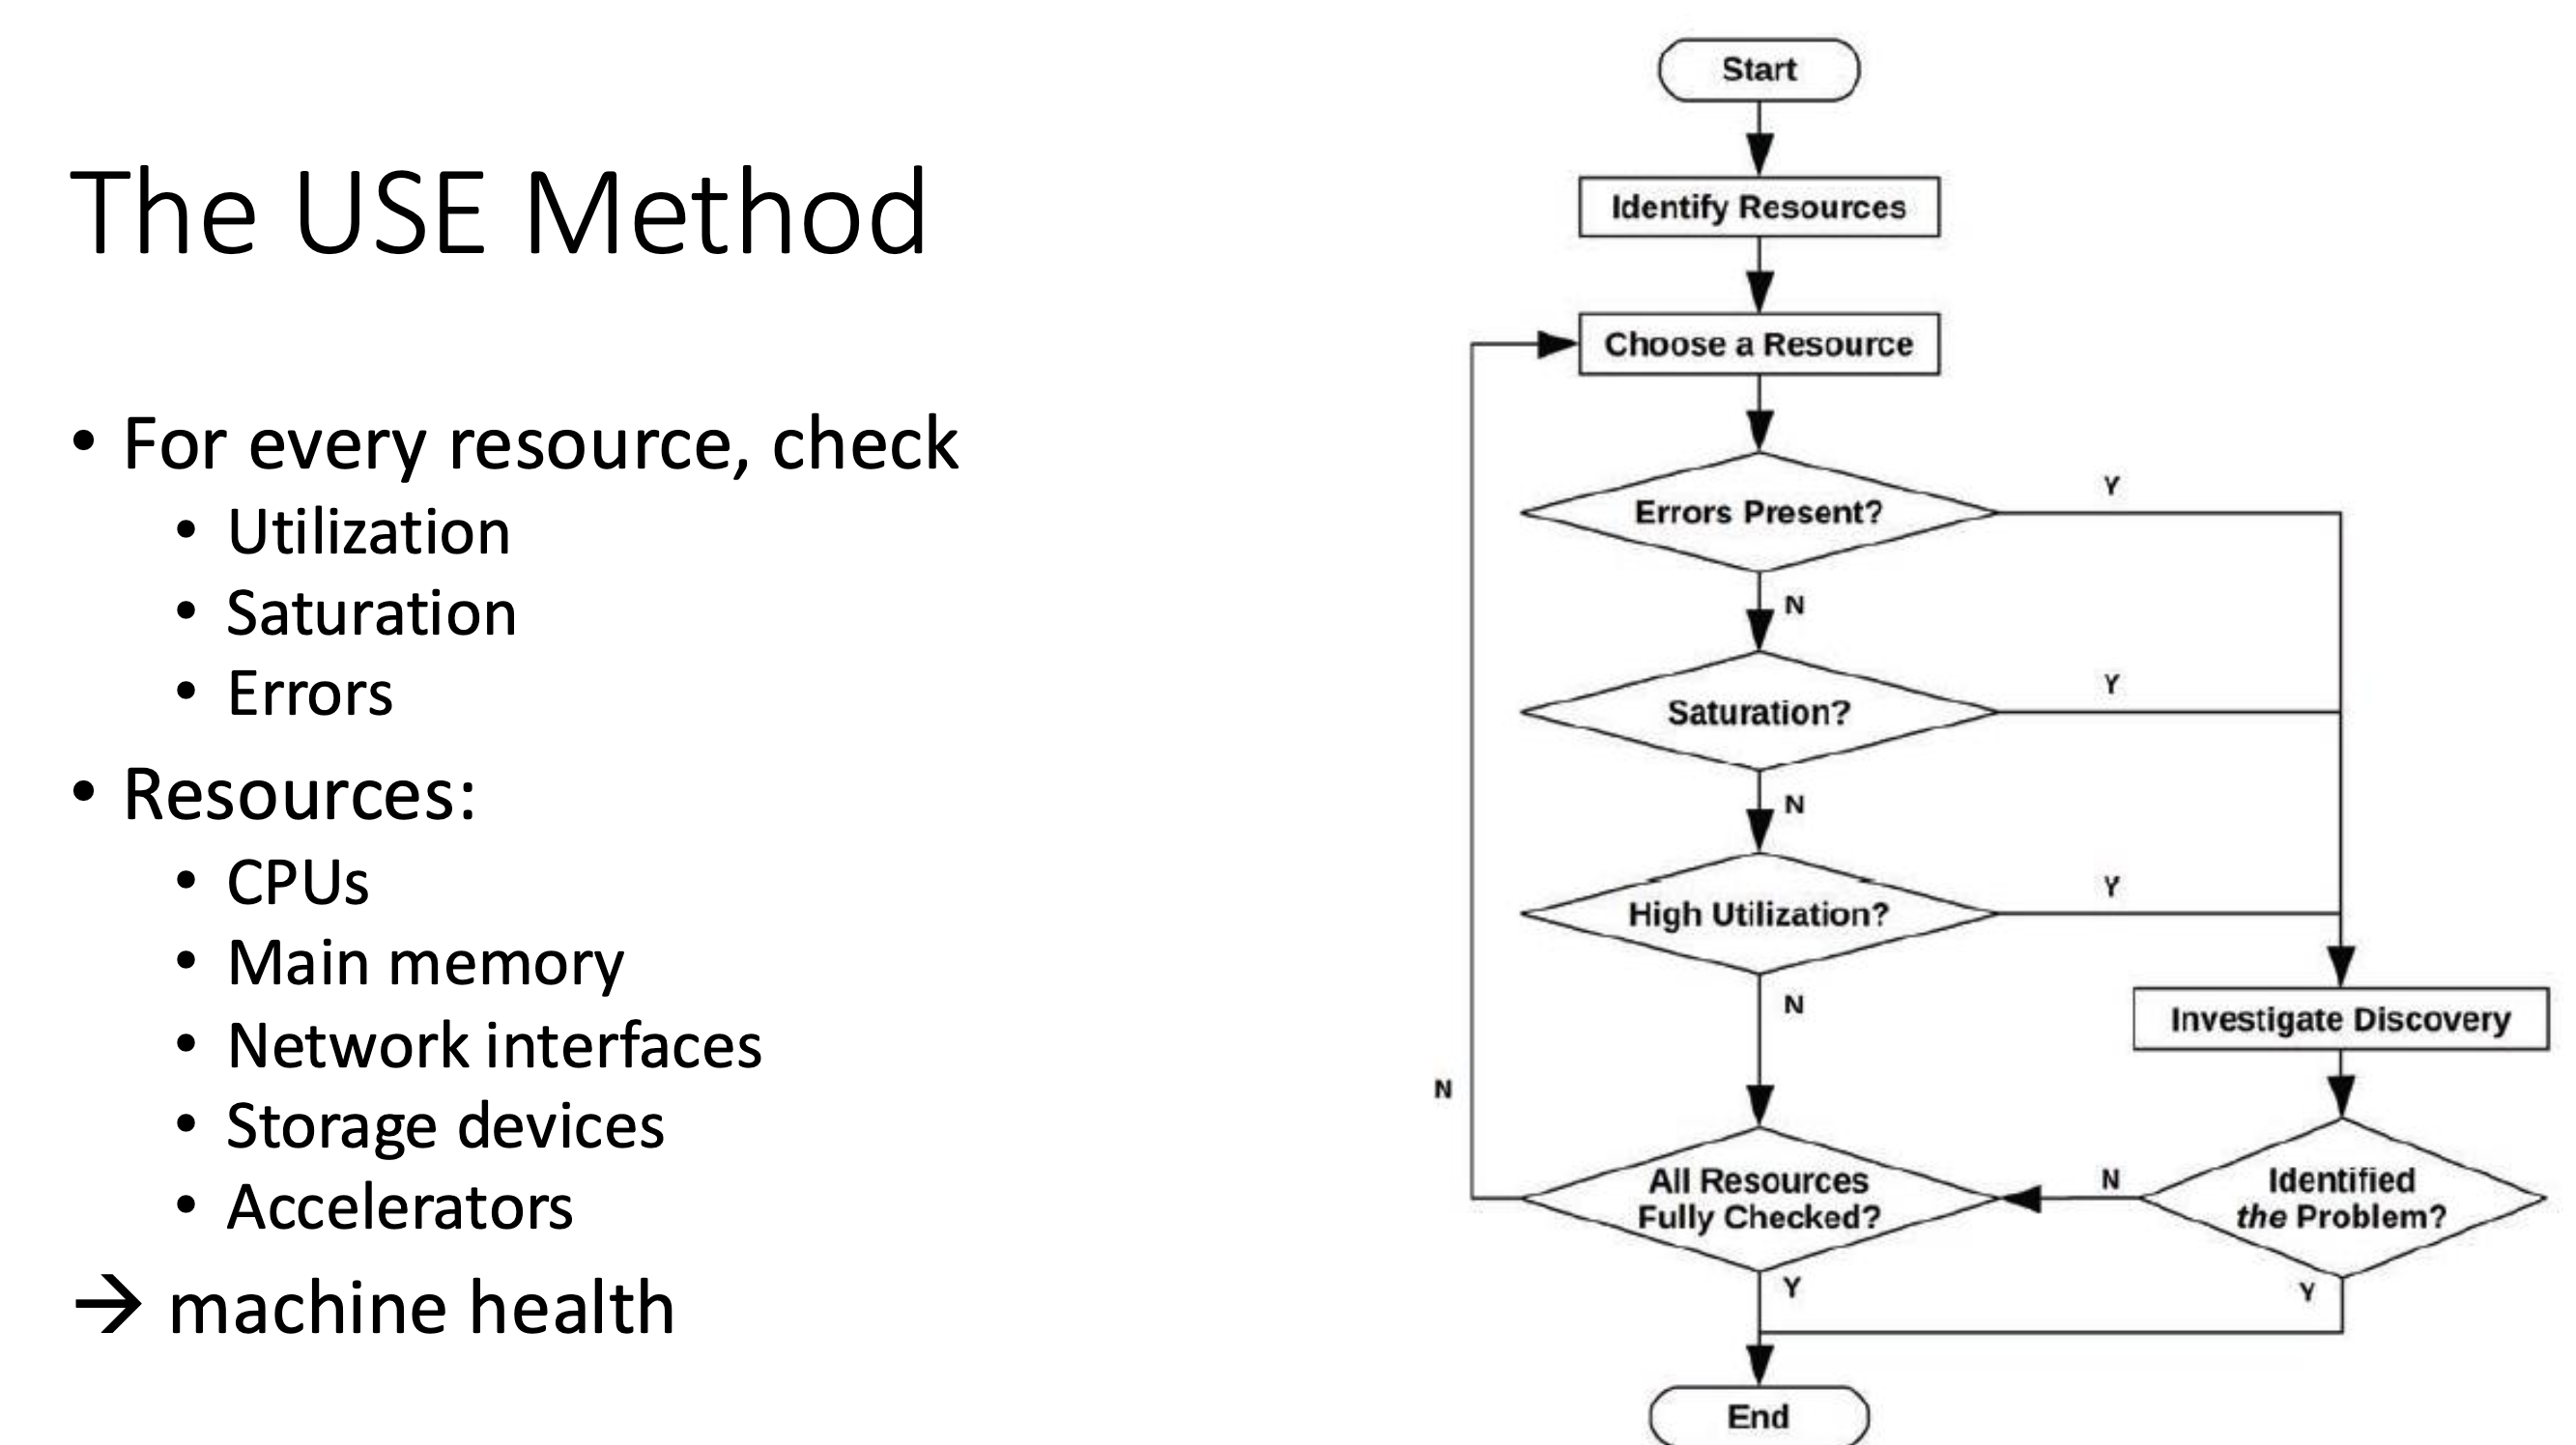 The USE Method
• For every resource, check
• Utilization
• Saturation
• Errors
• Resources:
• CPUs
• Main memory
• Network interfaces
• Storage devices
• Accelerators
→ machine health
Start
Identify Resources
Choose a Resource
Errors Present?
Y
N
Saturation?
Y
N
High Utilization?
Y
N
Investigate Discovery
N
All Resources
Fully Checked?
N
Identified
the Problem?
Y
Y
End